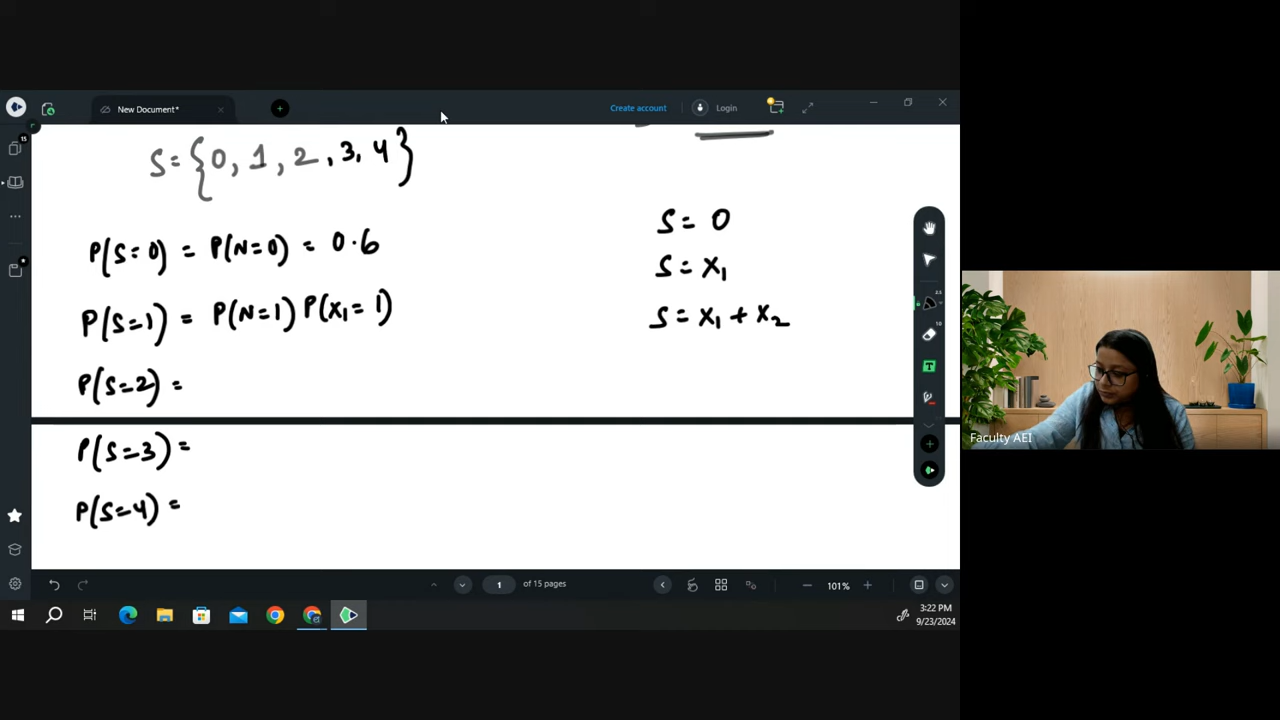 New Document*
Create account
Login
15
S = {0, 1, 2, 3, 4}
S = 0
P(S=0) = P(N=0) = 0.6
S = X₁
P(S=1) = P(N=1) P(X₁ = 1)
S = X₁ + X₂
P(S=2) =
P(S=3) =
P(S=4) =
Faculty AEI
1 of 15 pages
101%
3:22 PM
9/23/2024